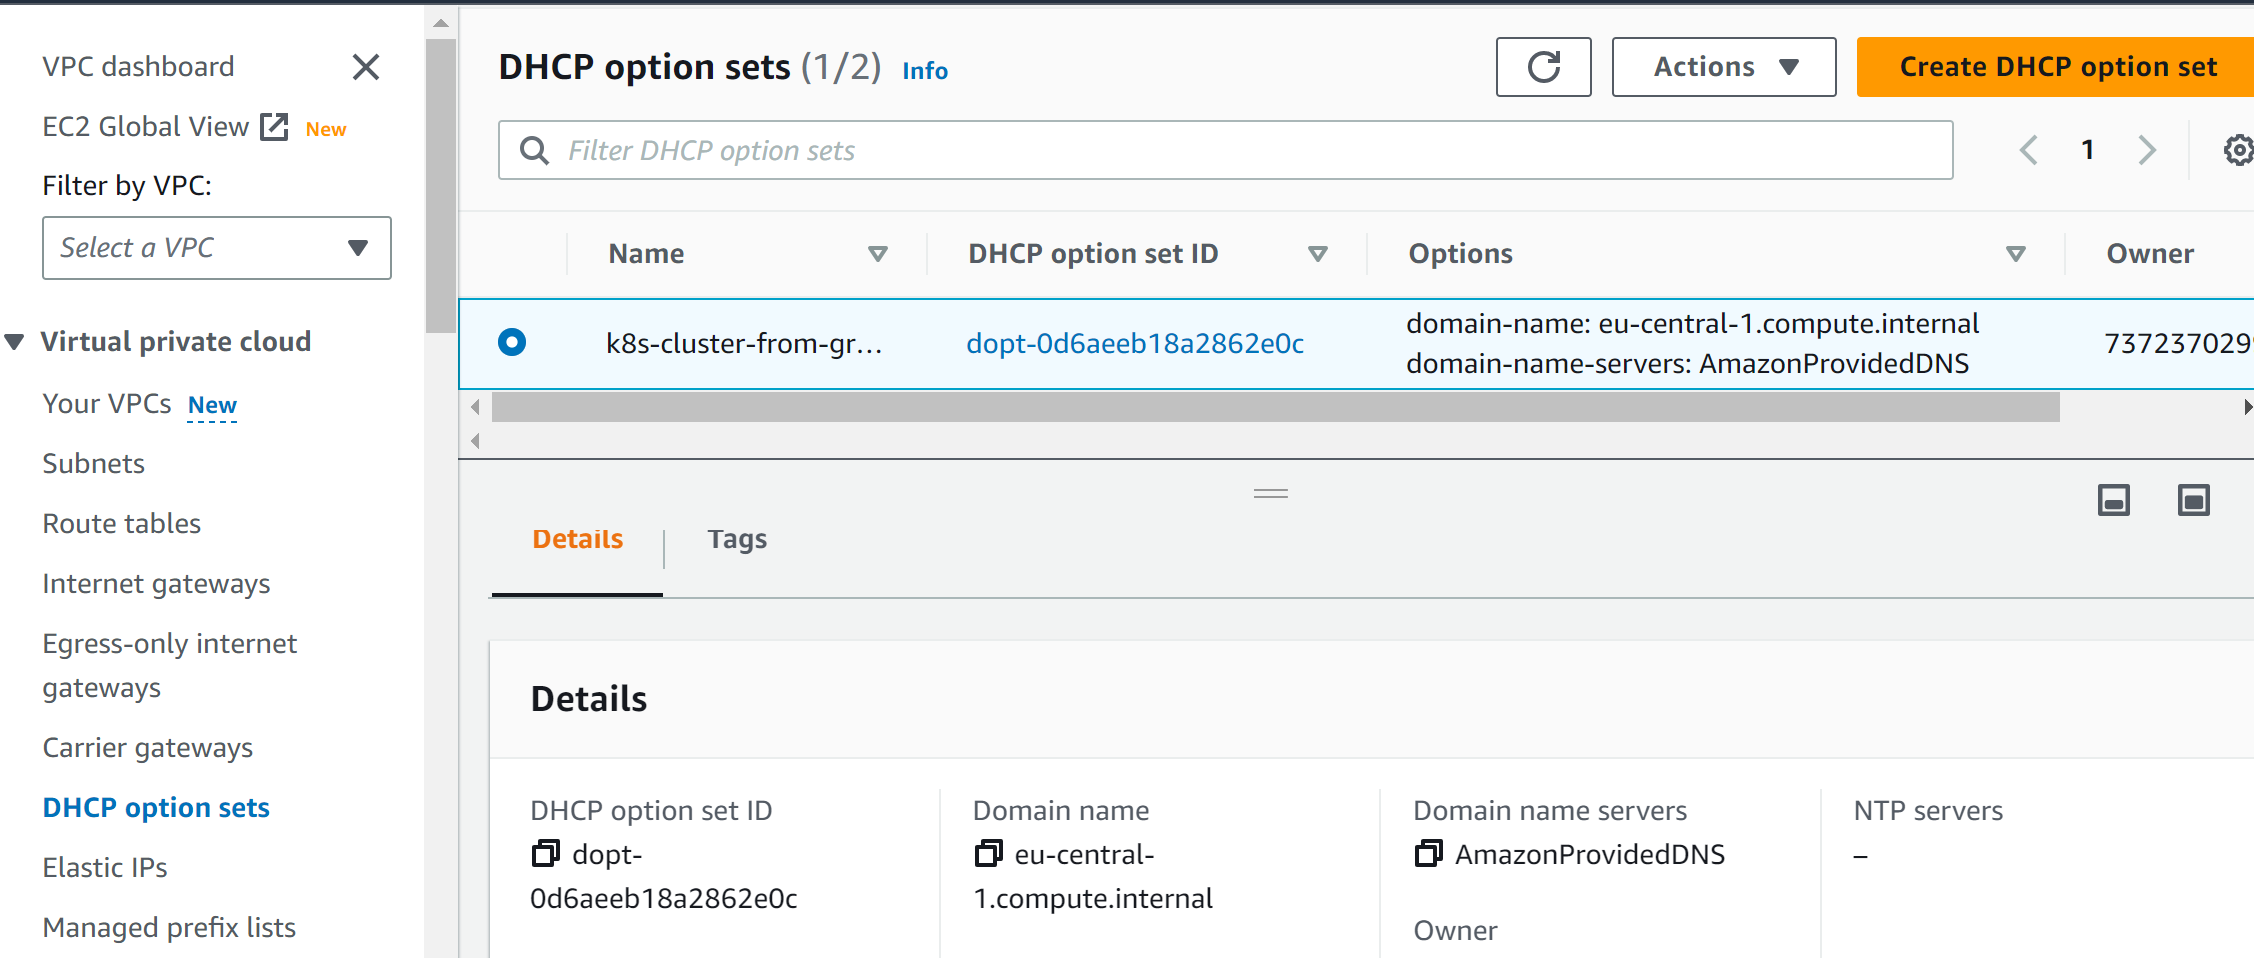 VPC dashboard
EC2 Global View New
Filter by VPC:
Select a VPC
Virtual private cloud
Your VPCs New
Subnets
Route tables
Internet gateways
Egress-only internet
gateways
Carrier gateways
DHCP option sets
Elastic IPs
Managed prefix lists
DHCP option sets (1/2) Info
Actions
Create DHCP option set
Filter DHCP option sets
1
Name DHCP option set ID Options Owner
k8s-cluster-from-gr... dopt-0d6aeeb18a2862e0c domain-name: eu-central-1.compute.internal
domain-name-servers: AmazonProvidedDNS
737237029
Details Tags
Details
DHCP option set ID
dopt-
0d6aeeb18a2862e0c
Domain name
eu-central-
1.compute.internal
Domain name servers
AmazonProvidedDNS
Owner
NTP servers
–